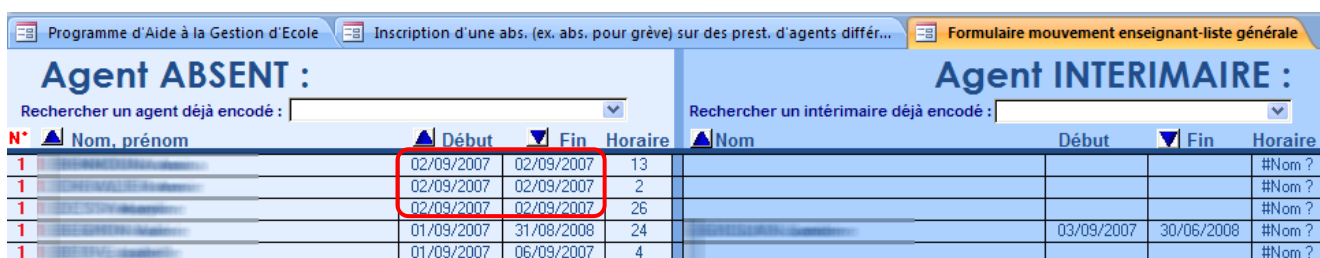 Programme d'Aide à la Gestion d'Ecole Inscription d'une abs. (ex. abs. pour grève) sur des prest. d'agents différ... Formulaire mouvement enseignant-liste générale
Agent ABSENT : Agent INTERIMAIRE :
Rechercher un agent déjà encodé : Rechercher un intérimaire déjà encodé :
N° Nom, prénom Début Fin Horaire Nom Début Fin Horaire
1 02/09/2007 02/09/2007 13 #Nom ?
1 02/09/2007 02/09/2007 2 #Nom ?
1 02/09/2007 02/09/2007 26 #Nom ?
1 01/09/2007 31/08/2008 24 03/09/2007 30/06/2008 #Nom ?
1 01/09/2007 06/09/2007 4 #Nom ?